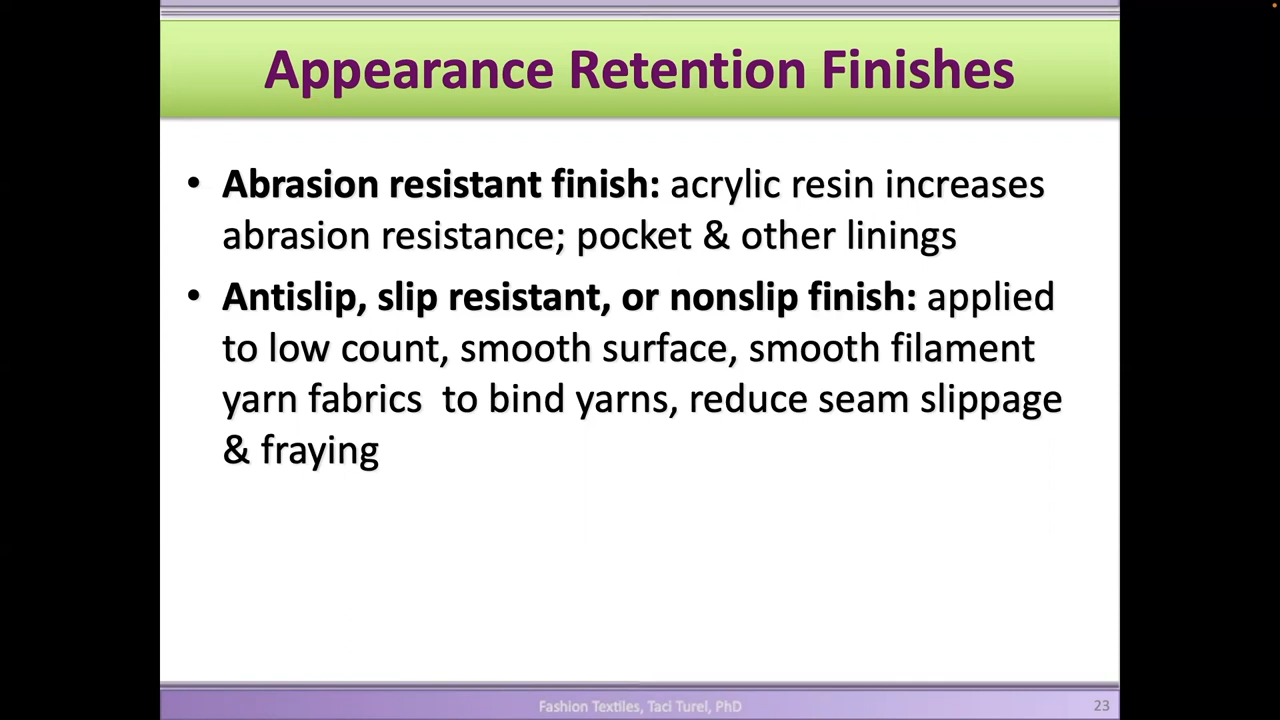 Appearance Retention Finishes
• Abrasion resistant finish: acrylic resin increases
abrasion resistance; pocket & other linings
• Antislip, slip resistant, or nonslip finish: applied
to low count, smooth surface, smooth filament
yarn fabrics  to bind yarns, reduce seam slippage
& fraying
Fashion Textiles, Taci Turel, PhD
23